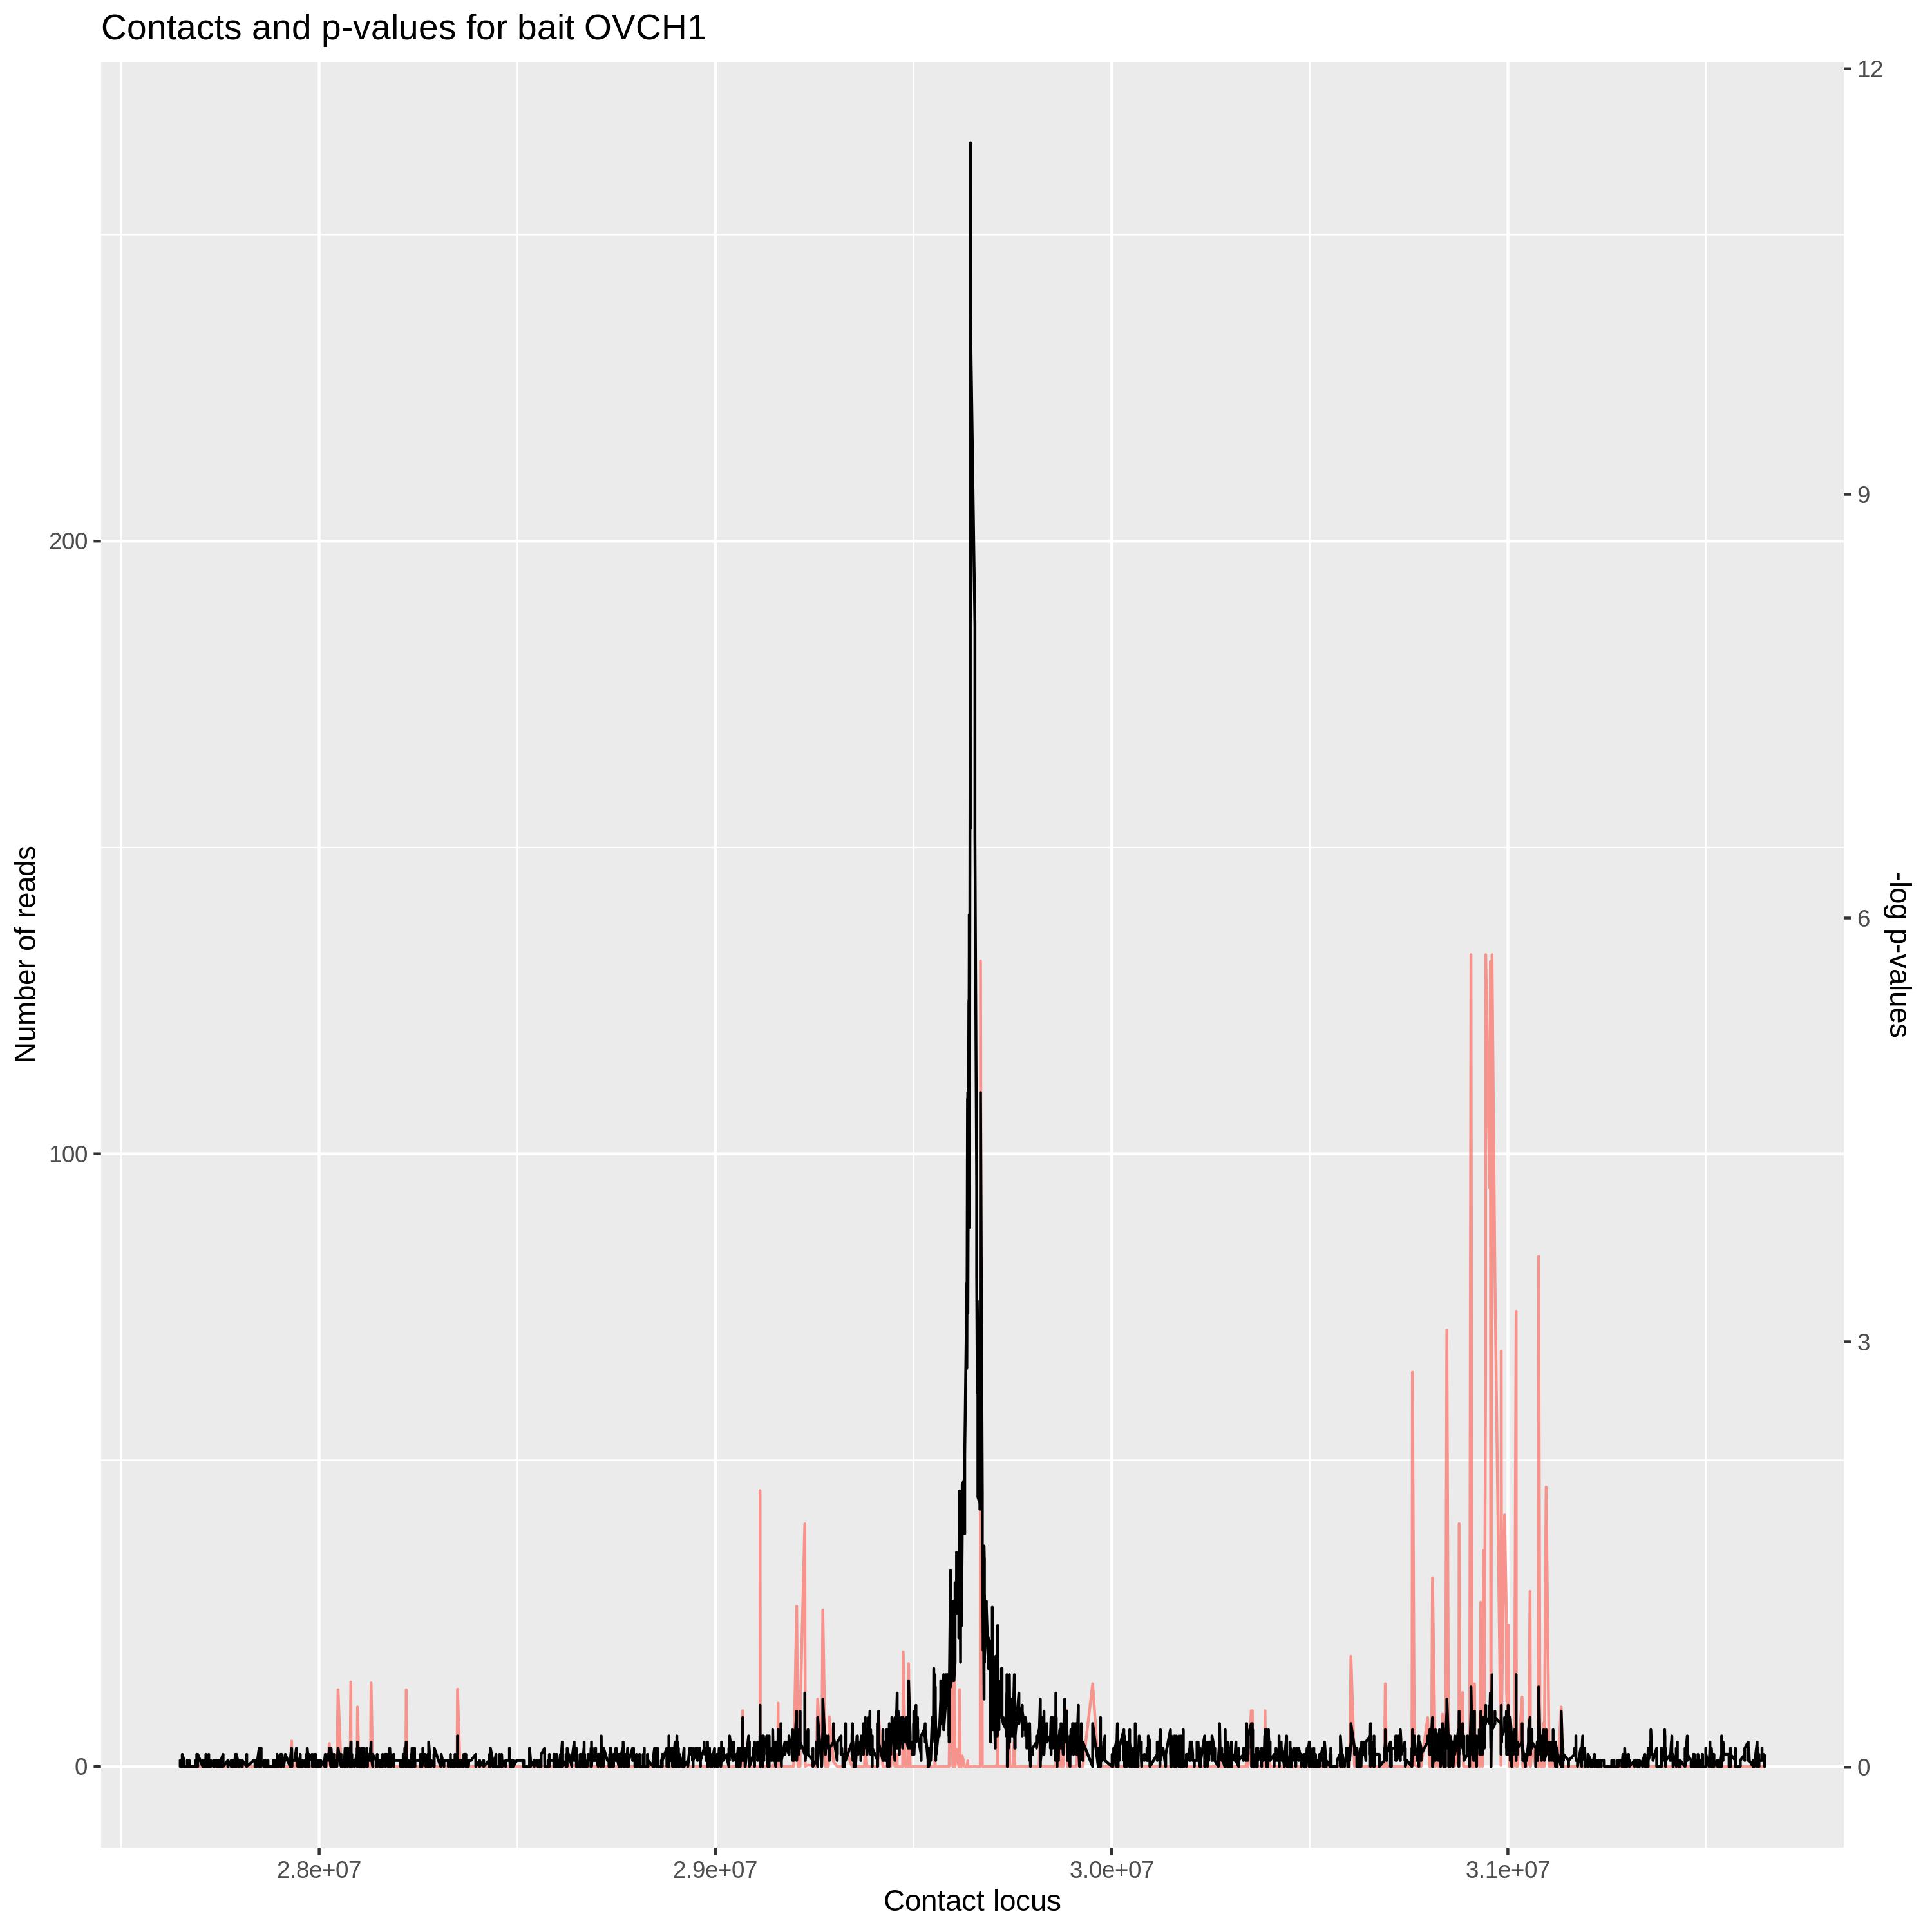 Contacts and p-values for bait OVCH1
12
9
200
6
Number of reads
-log p-values
100
3
0
0
2.8e+07
2.9e+07
3.0e+07
3.1e+07
Contact locus